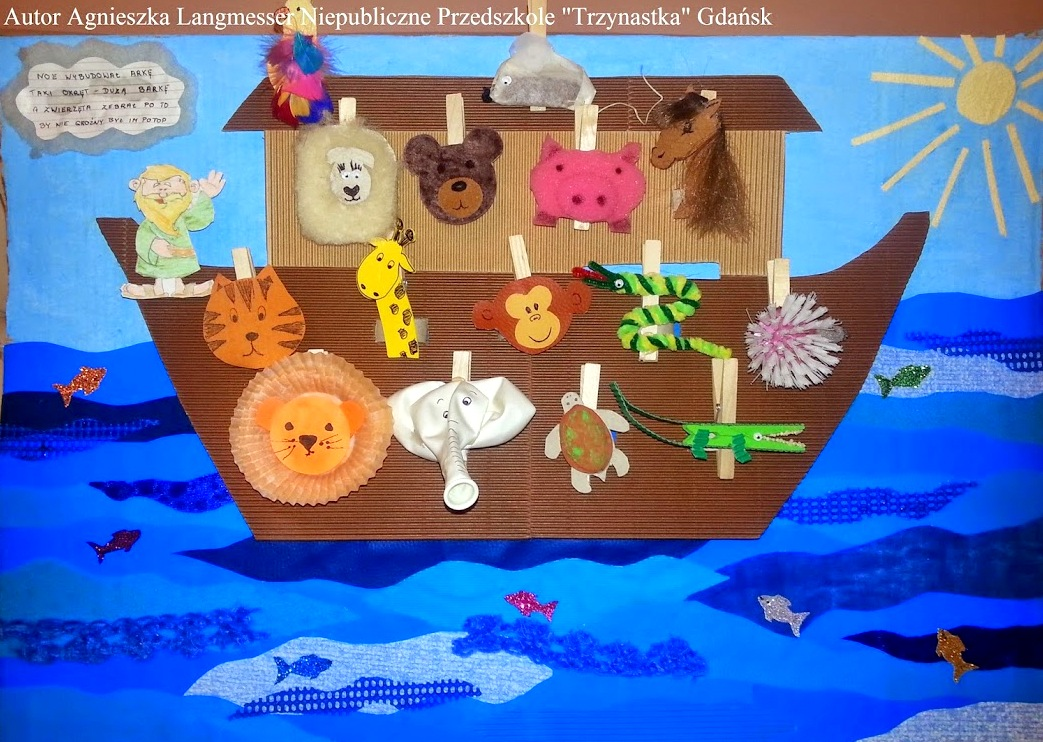 Autor Agnieszka Langmesser Niepubliczne Przedszkole "Trzynastka" Gdańsk
NOE WYBUDOWAŁ ARKĘ
TAKI OKRĘT - DUŻĄ BARKĘ
A ZWIERZĘTA ZEBRAŁ PO TO
BY NIE GROŹNY BYŁ IM POTOP